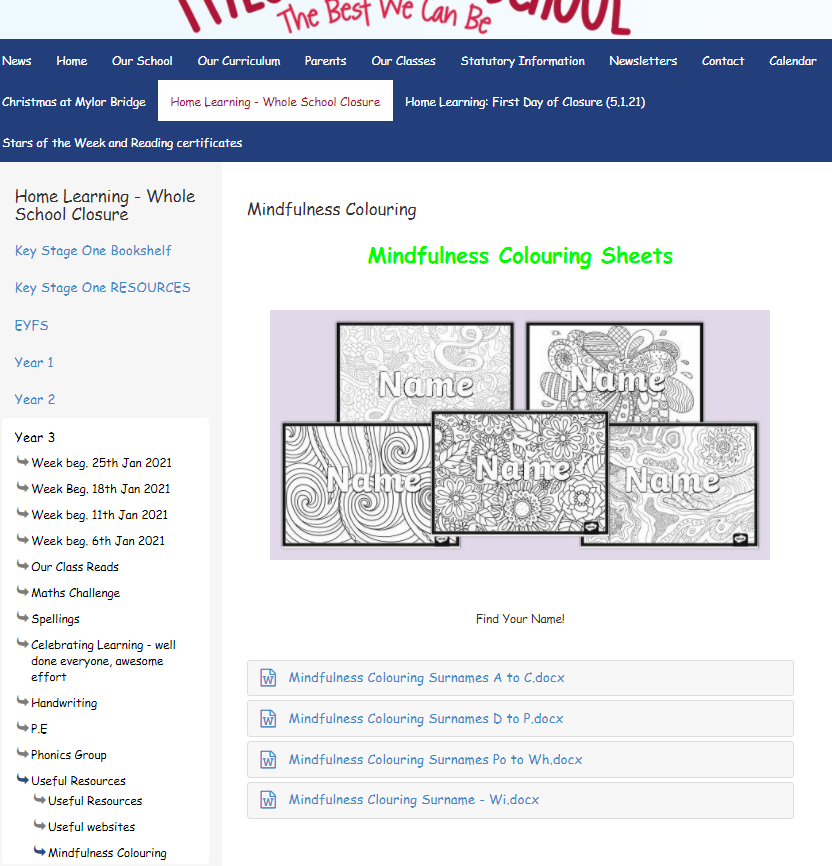 The Best We Can Be
News Home Our School Our Curriculum Parents Our Classes Statutory Information Newsletters Contact Calendar
Christmas at Mylor Bridge Home Learning - Whole School Closure Home Learning: First Day of Closure (5,1,21)
Stars of the Week and Reading certificates
Home Learning - Whole
School Closure
Key Stage One Bookshelf
Key Stage One RESOURCES
EYFS
Year 1
Year 2
Year 3
Week beg. 25th Jan 2021
Week Beg. 18th Jan 2021
Week beg. 11th Jan 2021
Week beg. 6th Jan 2021
Our Class Reads
Maths Challenge
Spellings
Celebrating Learning - well
done everyone, awesome
effort
Handwriting
P.E
Phonics Group
Useful Resources
Useful Resources
Useful websites
Mindfulness Colouring
Mindfulness Colouring
Mindfulness Colouring Sheets
Name Name
Name Name Name
Find Your Name!
Mindfulness Colouring Surnames A to C.docx
Mindfulness Colouring Surnames D to P.docx
Mindfulness Colouring Surnames Po to Wh.docx
Mindfulness Clouring Surname - Wi.docx